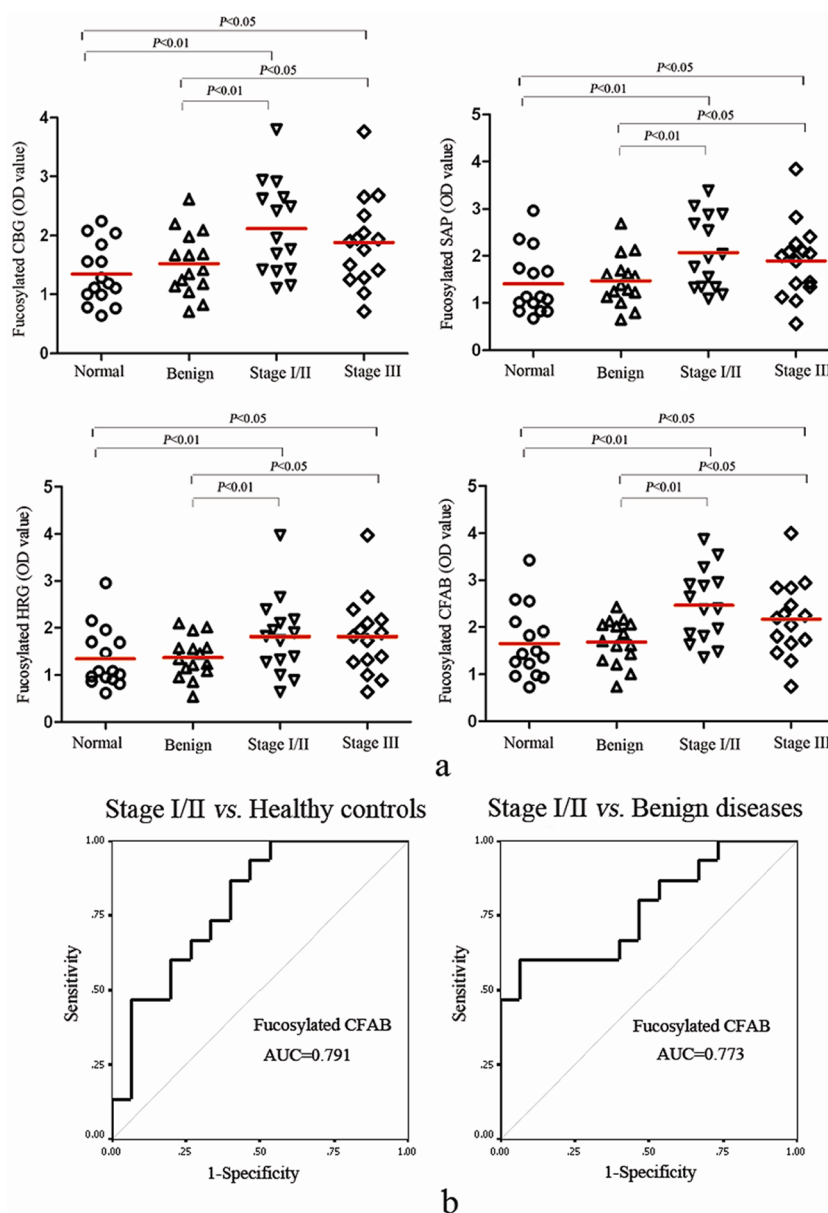 P<0.05
P<0.01
P<0.05
P<0.01
Fucosylated CBG (OD value)
4
3
2
1
0
Normal Benign Stage I/II Stage III
P<0.05
P<0.01
P<0.05
P<0.01
Fucosylated SAP (OD value)
5
4
3
2
1
0
Normal Benign Stage I/II Stage III
P<0.05
P<0.01
P<0.05
P<0.01
Fucosylated HRG (OD value)
5
4
3
2
1
0
Normal Benign Stage I/II Stage III
P<0.05
P<0.01
P<0.05
P<0.01
Fucosylated CFAB (OD value)
5
4
3
2
1
0
Normal Benign Stage I/II Stage III
a
Stage I/II vs. Healthy controls
Sensitivity
1.00
.75
.50
.25
0.00
Fucosylated CFAB
AUC=0.791
0.00 .25 .50 .75 1.00
1-Specificity
Stage I/II vs. Benign diseases
Sensitivity
1.00
.75
.50
.25
0.00
Fucosylated CFAB
AUC=0.773
0.00 .25 .50 .75 1.00
1-Specificity
b